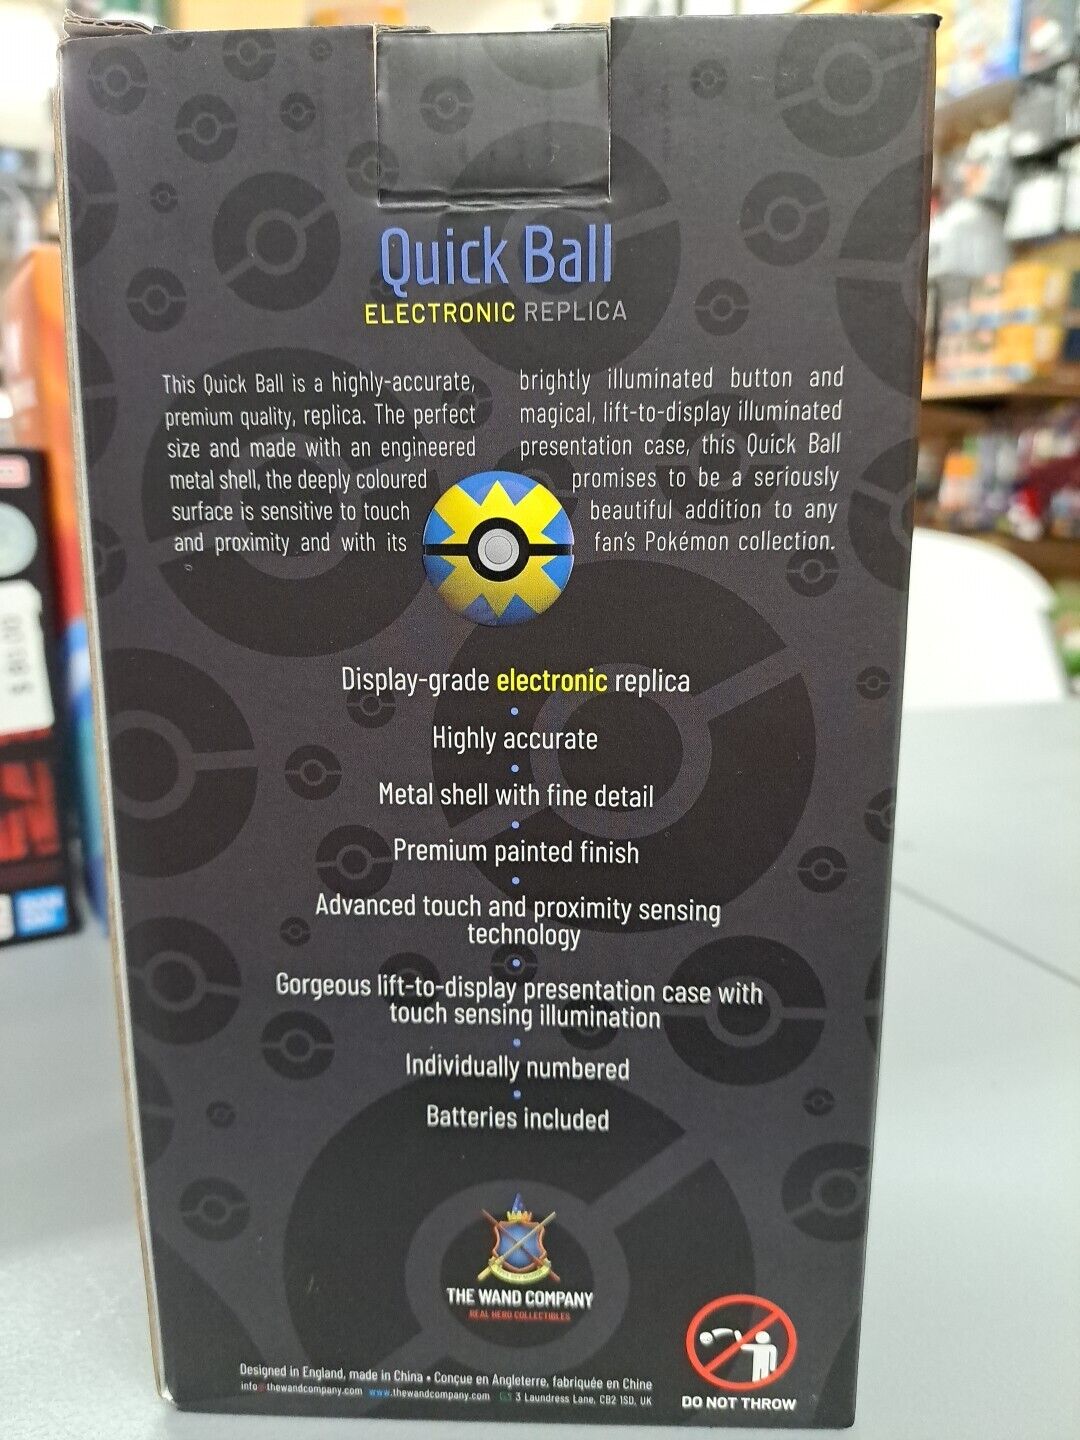 Quick Ball
ELECTRONIC REPLICA
This Quick Ball is a highly-accurate,
premium quality, replica. The perfect
size and made with an engineered
metal shell, the deeply coloured
surface is sensitive to touch
and proximity and with its
brightly illuminated button and
magical, lift-to-display illuminated
presentation case, this Quick Ball
promises to be a seriously
beautiful addition to any
fan's Pokémon collection.
Display-grade electronic replica
Highly accurate
Metal shell with fine detail
Premium painted finish
Advanced touch and proximity sensing
technology
Gorgeous lift-to-display presentation case with
touch sensing illumination
Individually numbered
Batteries included
THE WAND COMPANY
REAL HERO COLLECTIBLES
Designed in England, made in China • Conçue en Angleterre, fabriquée en Chine
info@thewandcompany.com www.thewandcompany.com 3 Laundress Lane, CB2 1SD, UK
DO NOT THROW